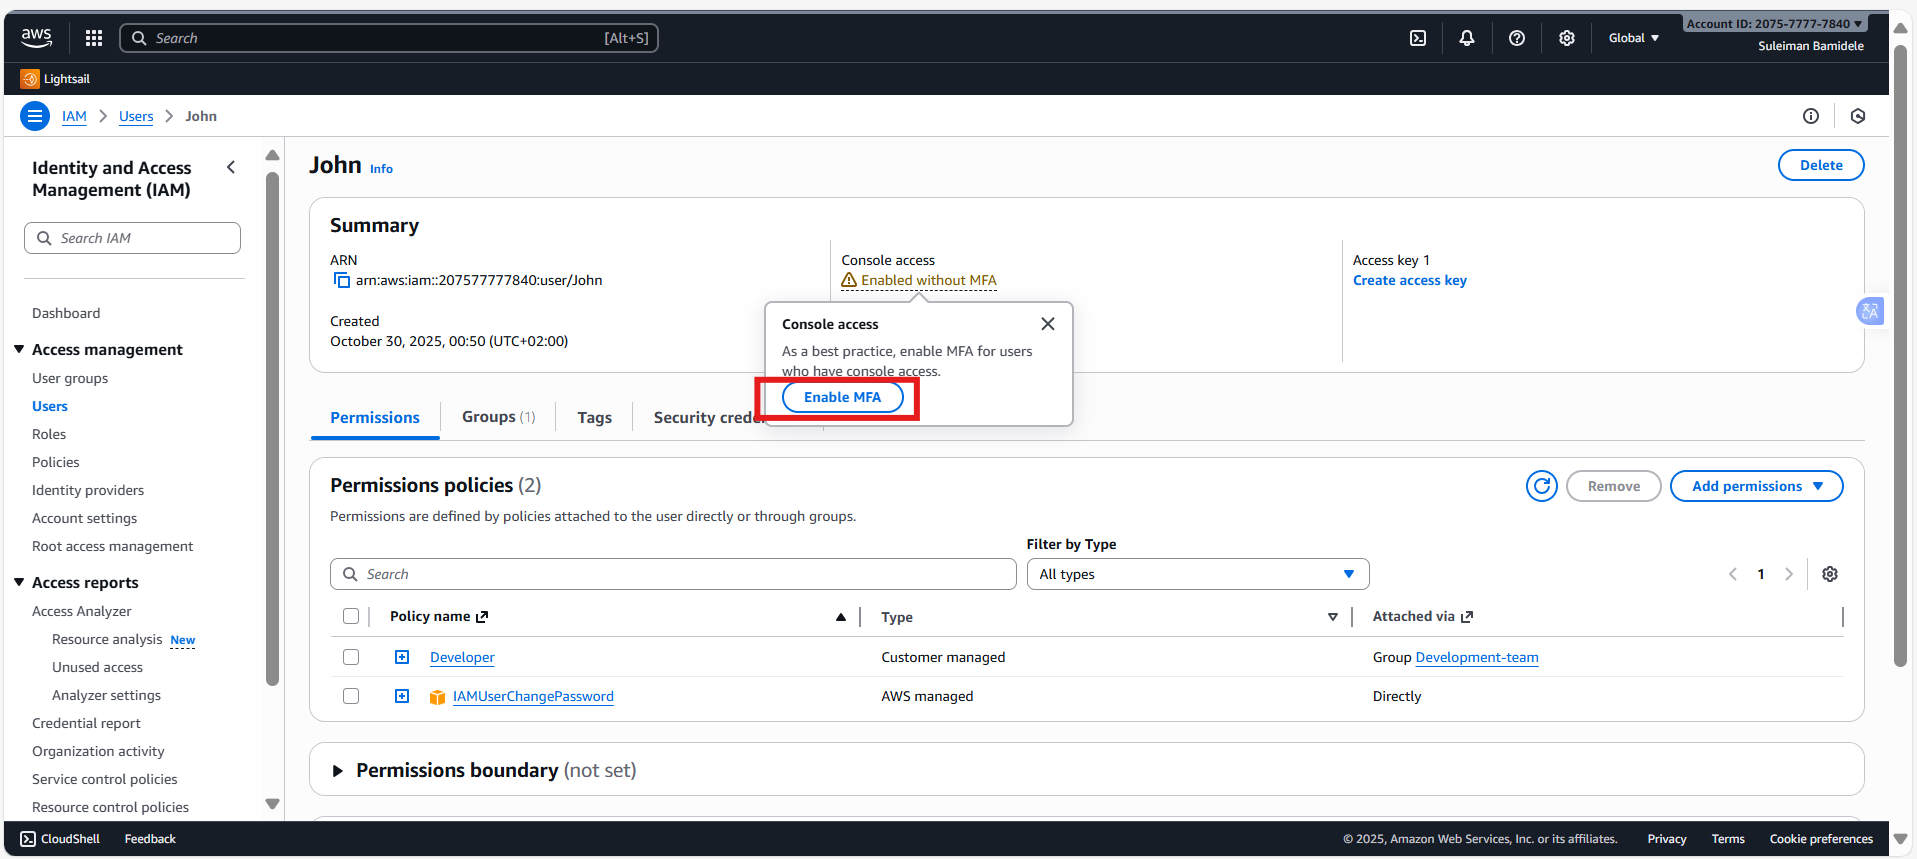 aws
Search
[Alt+S]
Global
Account ID: 2075-7777-7840
Suleiman Bamidele
Lightsail
IAM
Users
John
Identity and Access
Management (IAM)
Search IAM
Dashboard
Access management
User groups
Users
Roles
Policies
Identity providers
Account settings
Root access management
Access reports
Access Analyzer
Resource analysis New
Unused access
Analyzer settings
Credential report
Organization activity
Service control policies
Resource control policies
John Info
Delete
Summary
ARN
arn:aws:iam::207577777840:user/John
Created
October 30, 2025, 00:50 (UTC+02:00)
Console access
Enabled without MFA
Access key 1
Create access key
Console access
As a best practice, enable MFA for users
who have console access.
Enable MFA
Permissions
Groups (1)
Tags
Security
Permissions policies (2)
Permissions are defined by policies attached to the user directly or through groups.
Remove
Add permissions
Filter by Type
Search
All types
1
Policy name
Type
Attached via
Developer
Customer managed
Group Development-team
IAMUserChangePassword
AWS managed
Directly
Permissions boundary (not set)
CloudShell
Feedback
© 2025, Amazon Web Services, Inc. or its affiliates.
Privacy
Terms
Cookie preferences